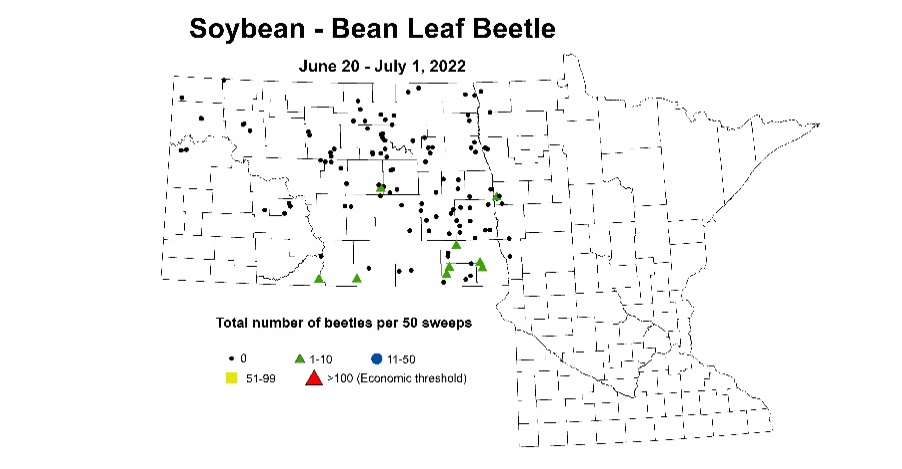 Soybean - Bean Leaf Beetle
June 20 - July 1, 2022
Total number of beetles per 50 sweeps
0 1-10 11-50
51-99 >100 (Economic threshold)